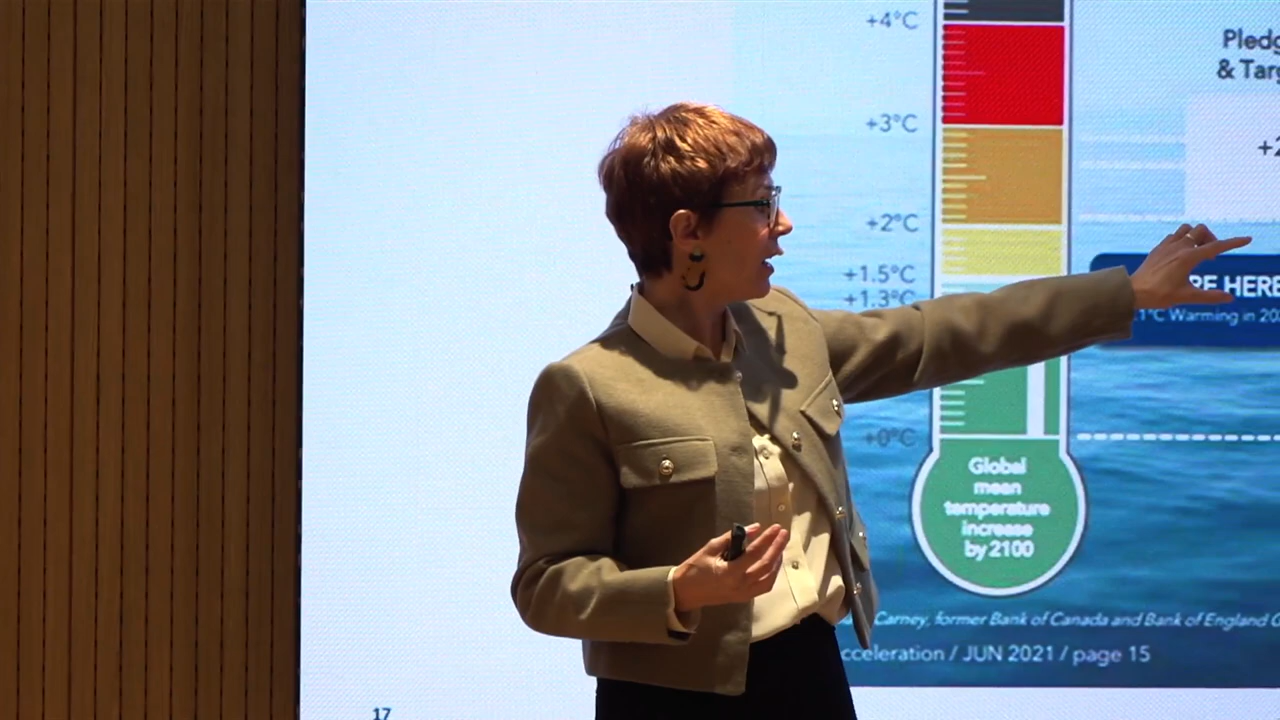 +4°C
Pledg
& Targ
+3°C
+2
+2°C
+1.5°C
+1.3°C
RE HERE
.1°C Warming in 20
+0°C
Global
mean
temperature
increase
by 2100
Carney, former Bank of Canada and Bank of England
cceleration / JUN 2021 / page 15
17